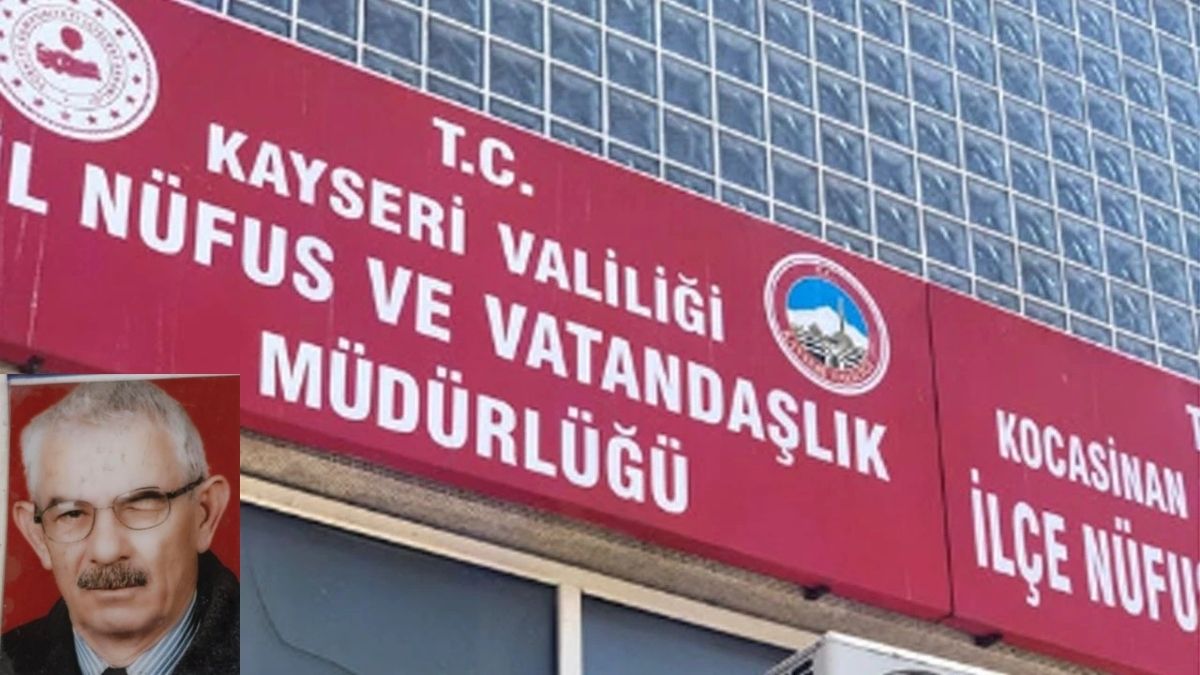 T.C.
KAYSERİ VALİLİĞİ
İL NÜFUS VE VATANDAŞLIK
MÜDÜRLÜĞÜ
KOCASİNAN
İLÇE NÜFUS